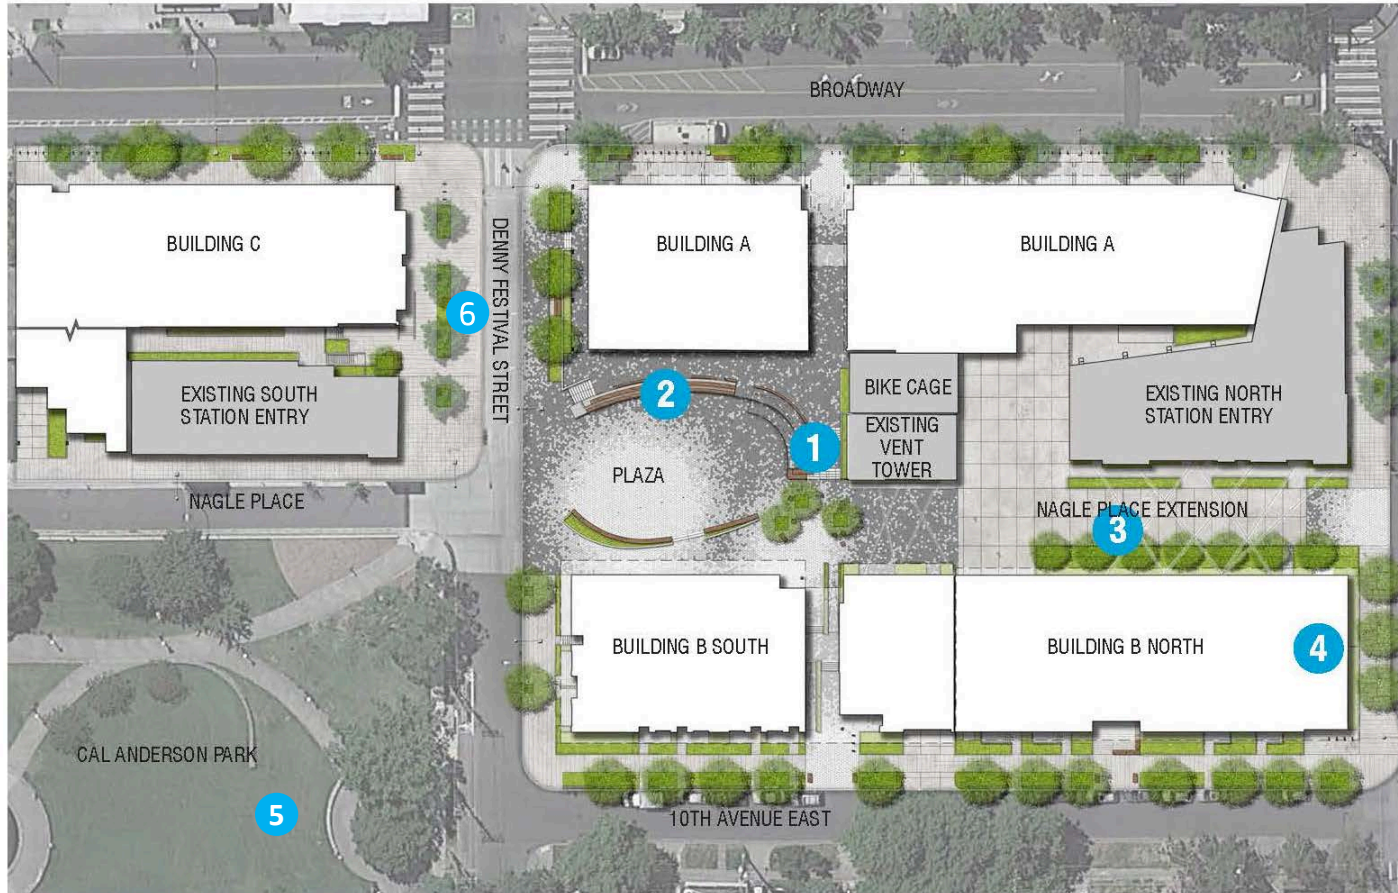 BROADWAY
BUILDING C
BUILDING A
BUILDING A
DENNY FESTIVAL STREET
6
EXISTING SOUTH
STATION ENTRY
2
BIKE CAGE
EXISTING
VENT
TOWER
1
EXISTING NORTH
STATION ENTRY
PLAZA
NAGLE PLACE
NAGLE PLACE EXTENSION
3
BUILDING B SOUTH
BUILDING B NORTH
4
CAL ANDERSON PARK
5
10TH AVENUE EAST